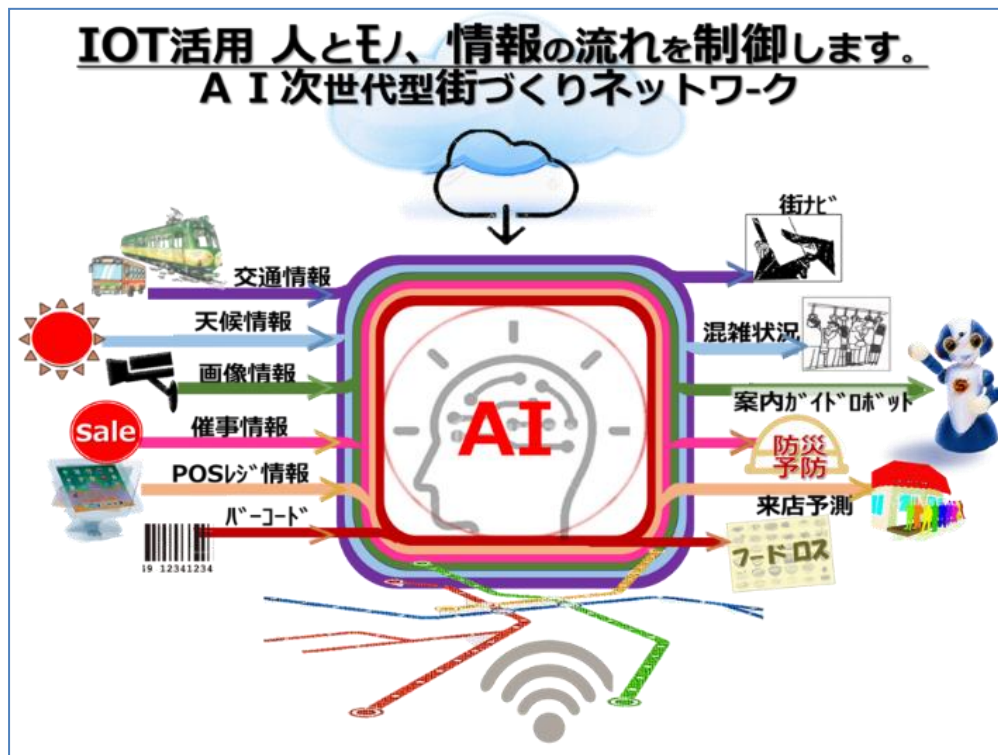 IOT活用 人とﾓﾉ、情報の流れを制御します。
ＡＩ次世代型街づくりネットワｰク
街ﾅﾋﾞ
交通情報
天候情報
混雑状況
画像情報
案内ｶﾞｲﾄﾞﾛﾎﾞｯﾄ
S
sale
催事情報
AI
防災
予防
POSﾚｼﾞ情報
来店予測
ﾊﾞｰｺｰﾄﾞ
フード ロス
49 12341234